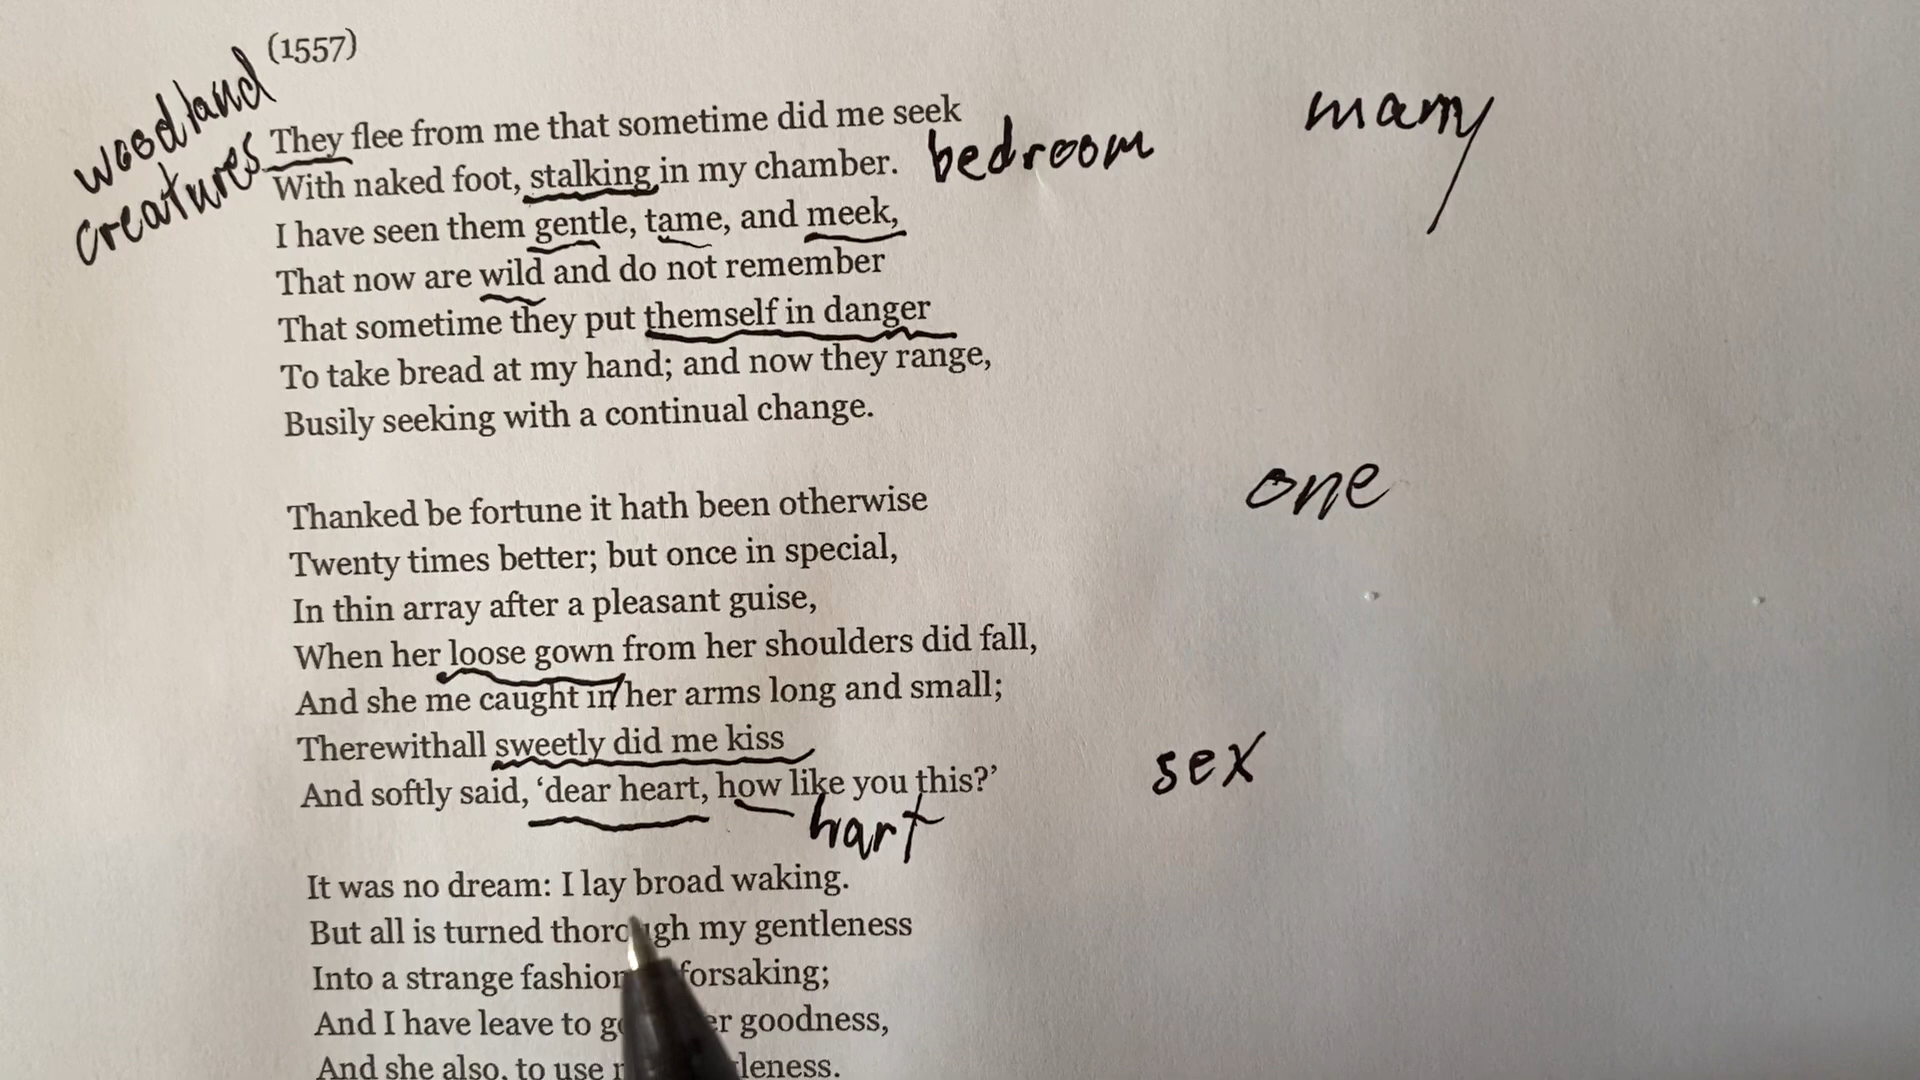 (1557)
woodland
creatures
They flee from me that sometime did me seek
many
With naked foot, stalking in my chamber.
bedroom
I have seen them gentle, tame, and meek,
That now are wild and do not remember
That sometime they put themself in danger
To take bread at my hand; and now they range,
Busily seeking with a continual change.
one
Thanked be fortune it hath been otherwise
Twenty times better; but once in special,
In thin array after a pleasant guise,
When her loose gown from her shoulders did fall,
And she me caught in her arms long and small;
Therewithall sweetly did me kiss
sex
And softly said, ‘dear heart, how like you this?’
hart
It was no dream: I lay broad waking.
But all is turned thorough my gentleness
Into a strange fashion forsaking;
And I have leave to goodness,
And she also, to use